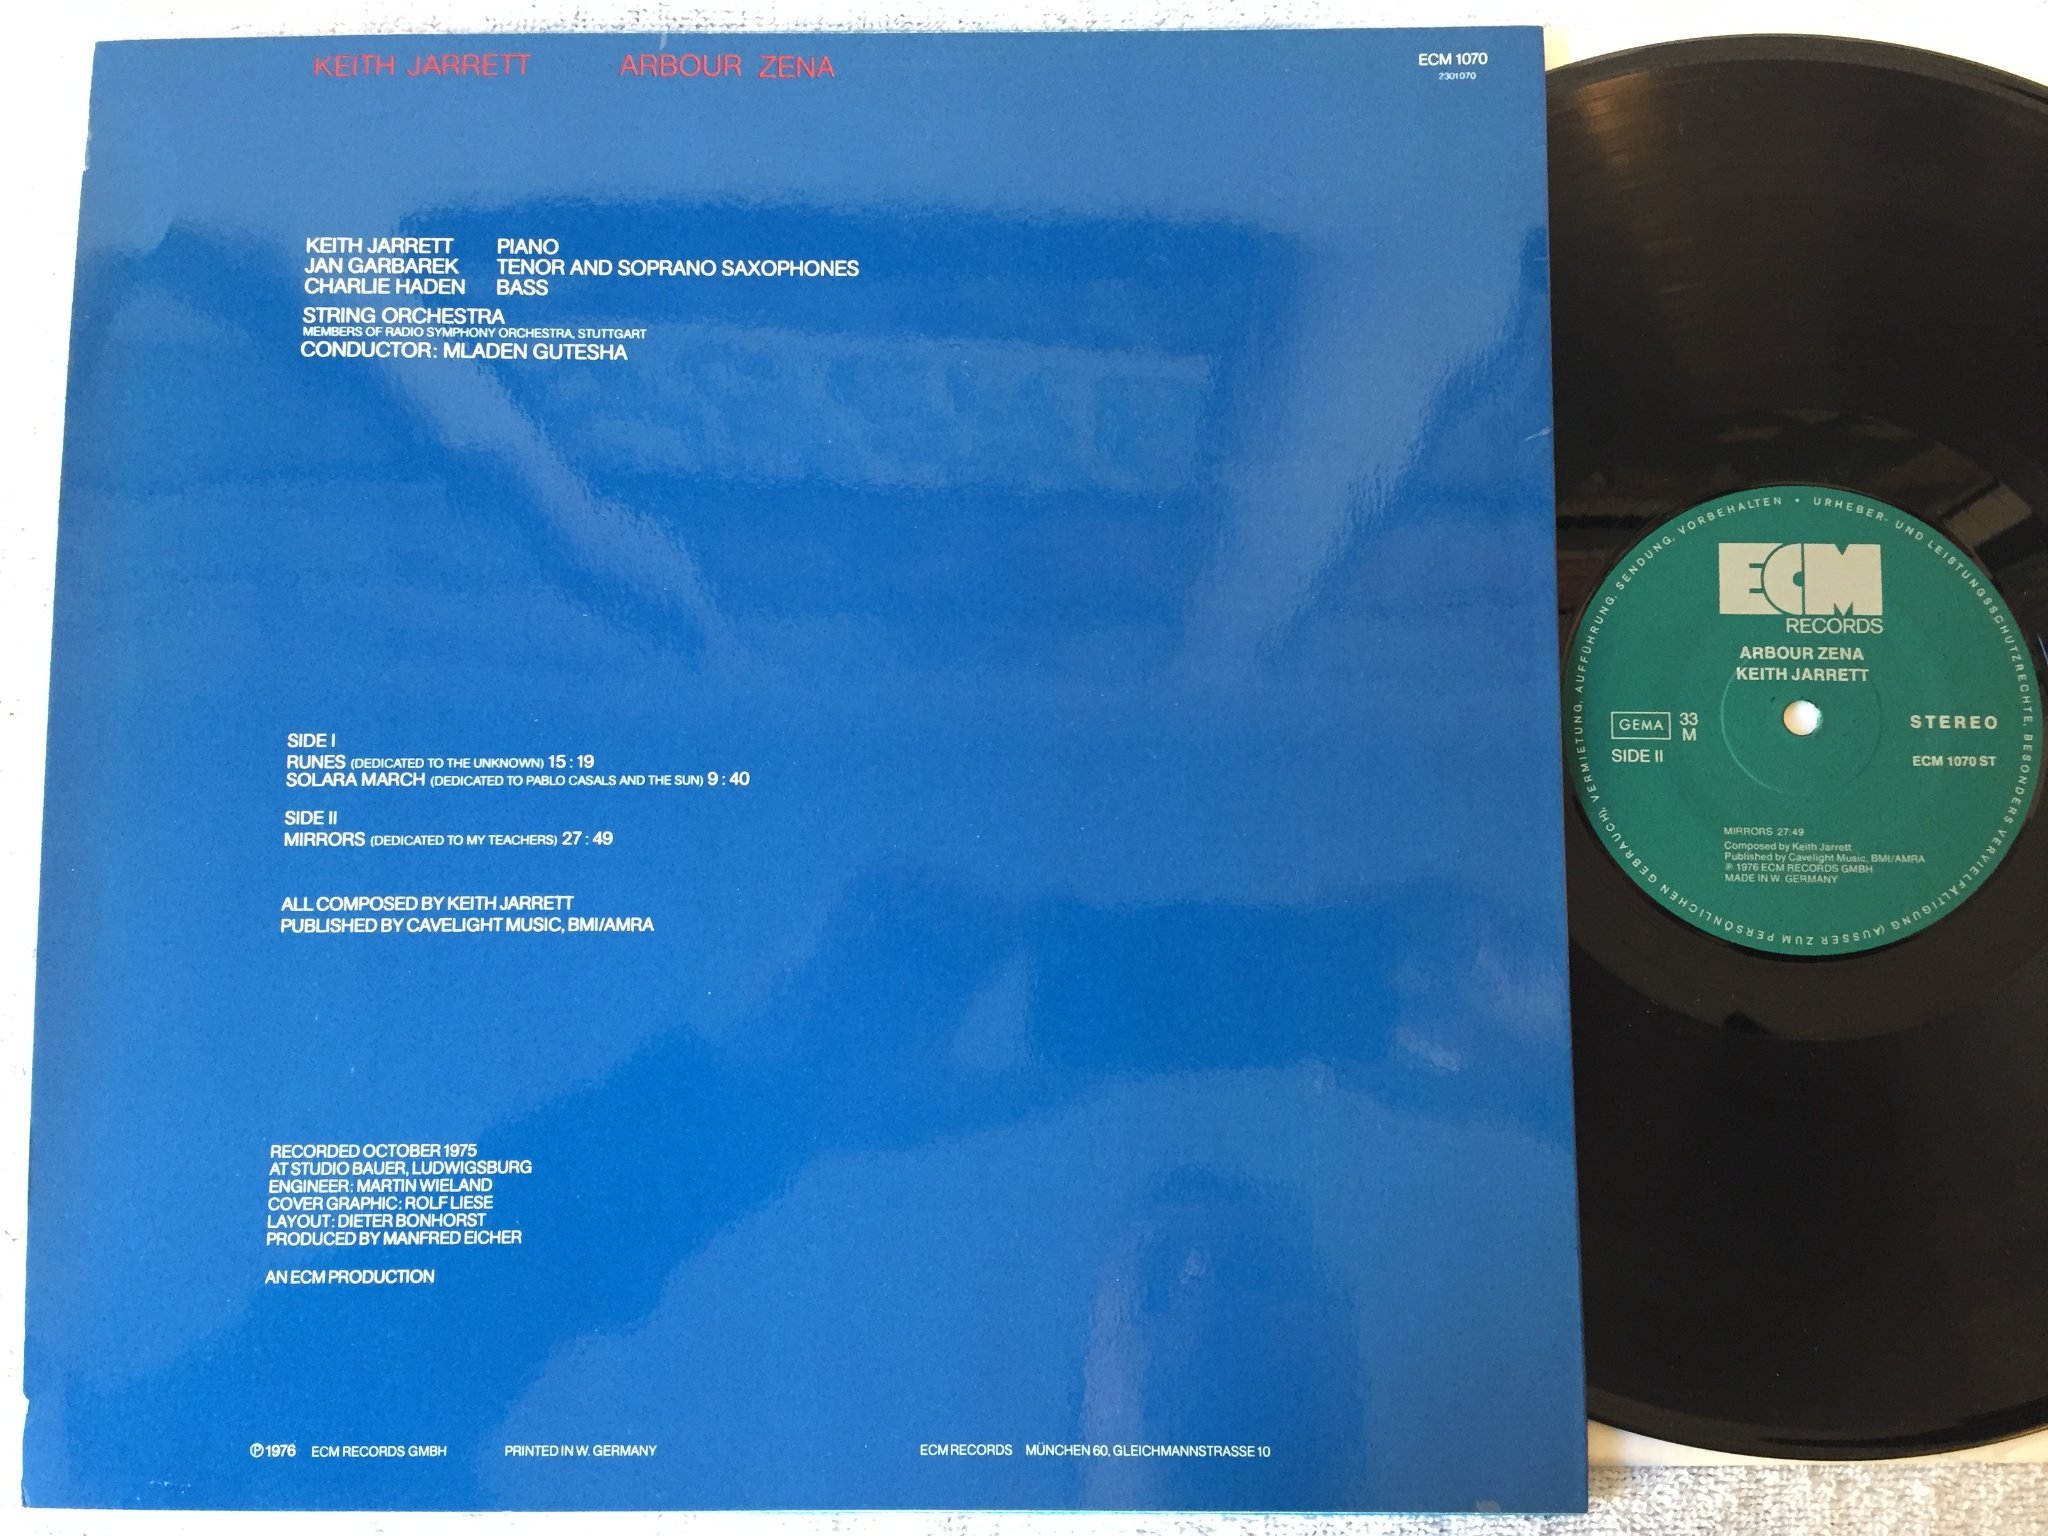 KEITH JARRETT ARBOUR ZENA
ECM 1070
2301070
KEITH JARRETT PIANO
JAN GARBAREK TENOR AND SOPRANO SAXOPHONES
CHARLIE HADEN BASS
STRING ORCHESTRA
MEMBERS OF RADIO SYMPHONY ORCHESTRA, STUTTGART
CONDUCTOR: MLADEN GUTESHA
SIDE I
RUNES (DEDICATED TO THE UNKNOWN) 15:19
SOLARA MARCH (DEDICATED TO PABLO CASALS AND THE SUN) 9:40
SIDE II
MIRRORS (DEDICATED TO MY TEACHERS) 27:49
ALL COMPOSED BY KEITH JARRETT
PUBLISHED BY CAVELIGHT MUSIC, BMI/AMRA
RECORDED OCTOBER 1975
AT STUDIO BAUER, LUDWIGSBURG
ENGINEER: MARTIN WIELAND
COVER GRAPHIC: ROLF LIESE
LAYOUT: DIETER BONHORST
PRODUCED BY MANFRED EICHER
AN ECM PRODUCTION
℗ 1976 ECM RECORDS GMBH PRINTED IN W. GERMANY ECM RECORDS MÜNCHEN 60, GLEICHMANNSTRASSE 10
URHEBER- UND LEISTUNGSSCHUTZRECHTE, BESONDERS VERVIELFÄLTIGUNG (AUSSER ZUM PERSÖNLICHEN GEBRAUCH), VERMIETUNG, AUFFÜHRUNG, SENDUNG, VORBEHALTEN •
ECM
RECORDS
ARBOUR ZENA
KEITH JARRETT
GEMA 33 M
SIDE II
STEREO
ECM 1070 ST
MIRRORS 27:49
Composed by Keith Jarrett
Published by Cavelight Music, BMI/AMRA
℗ 1976 ECM RECORDS GMBH
MADE IN W. GERMANY